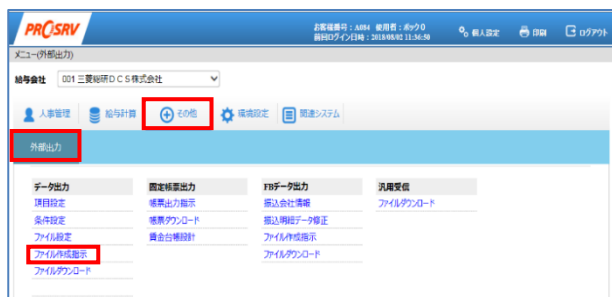 PROSRV
お客様番号：A084 使用者：ボック0
前回ログイン日時：2018/08/02 11:56:50
個人設定 印刷 ログアウト
メニュー(外部出力)
給与会社 001 三菱総研ＤＣＳ株式会社
人事管理 給与計算 その他 環境設定 関連システム
外部出力
データ出力 固定帳票出力 FBデータ出力 汎用受信
項目設定 帳票出力指示 振込会社情報 ファイルダウンロード
条件設定 帳票ダウンロード 振込明細データ修正
ファイル設定 賃金台帳設計 ファイル作成指示
ファイル作成指示 ファイルダウンロード
ファイルダウンロード